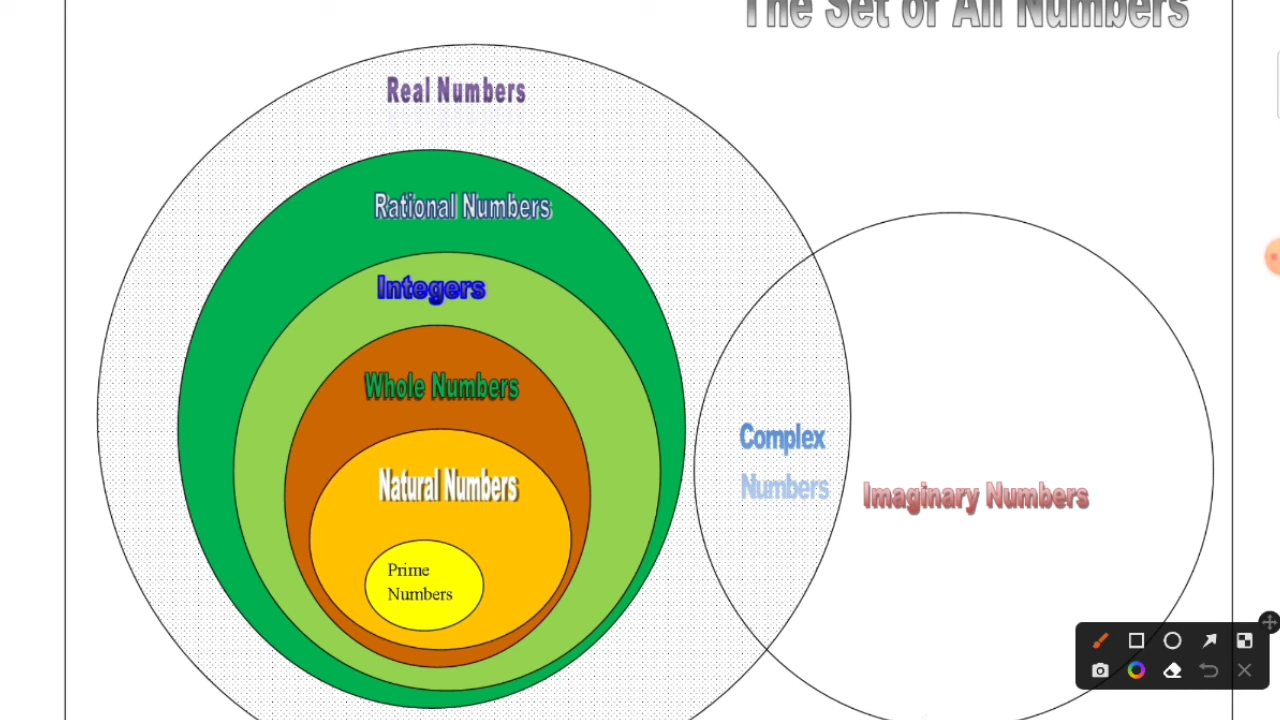 The Set of All Numbers
Real Numbers
Rational Numbers
Integers
Whole Numbers
Natural Numbers
Prime
Numbers
Complex
Numbers
Imaginary Numbers